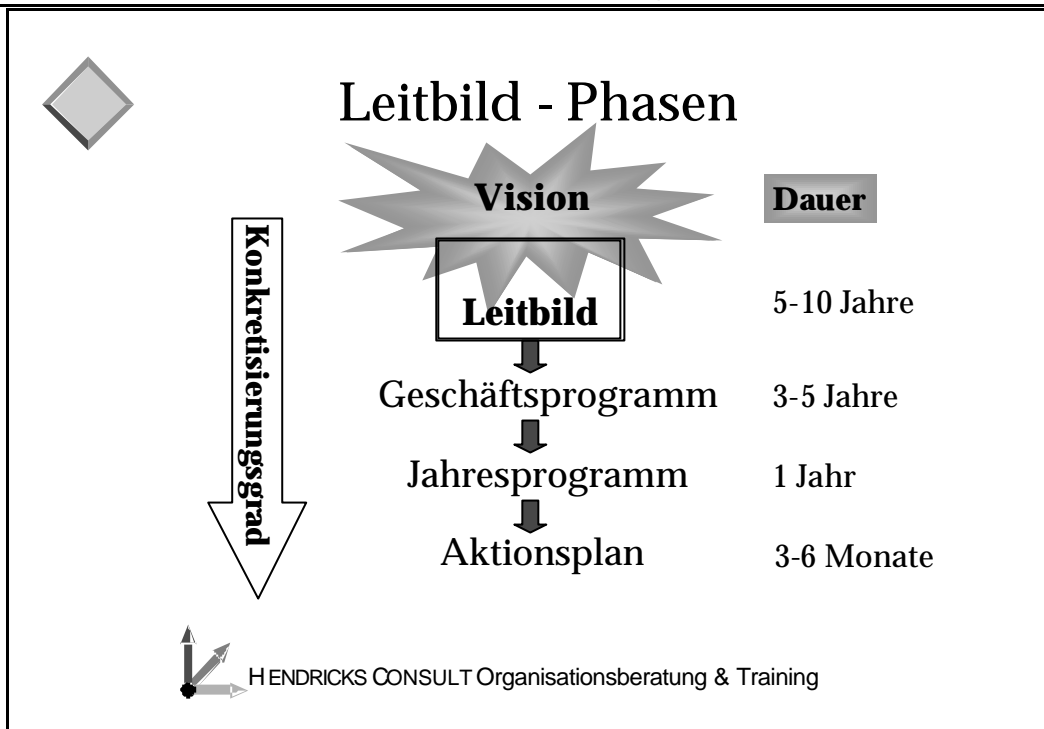 Leitbild - Phasen
Vision
Dauer
Konkretisierungsgrad
Leitbild
5-10 Jahre
Geschäftsprogramm
3-5 Jahre
Jahresprogramm
1 Jahr
Aktionsplan
3-6 Monate
HENDRICKS CONSULT Organisationsberatung & Training